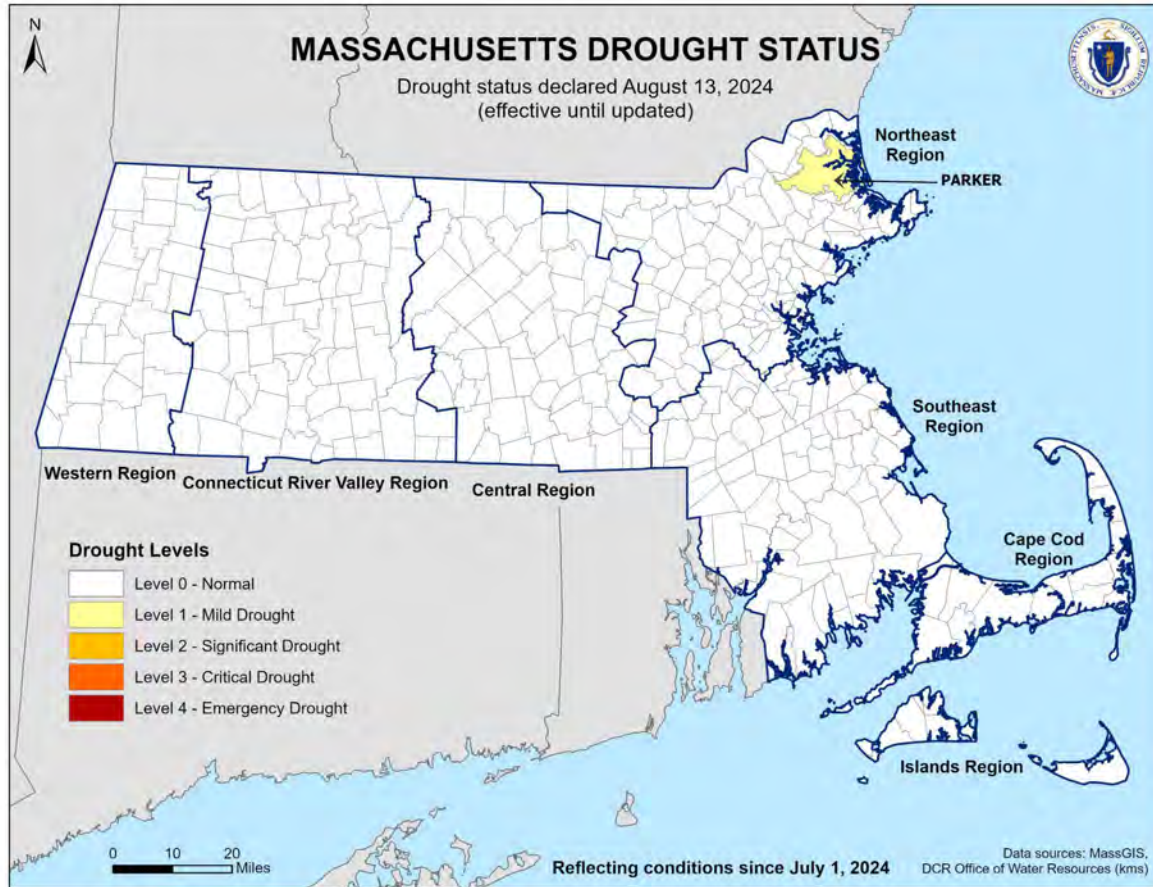 N
MASSACHUSETTS DROUGHT STATUS
Drought status declared August 13, 2024
(effective until updated)
Northeast
Region
PARKER
Southeast
Region
Western Region
Connecticut River Valley Region
Central Region
Cape Cod
Region
Drought Levels
Level 0 - Normal
Level 1 - Mild Drought
Level 2 - Significant Drought
Level 3 - Critical Drought
Level 4 - Emergency Drought
Islands Region
0 10 20
Miles
Reflecting conditions since July 1, 2024
Data sources: MassGIS,
DCR Office of Water Resources (kms)